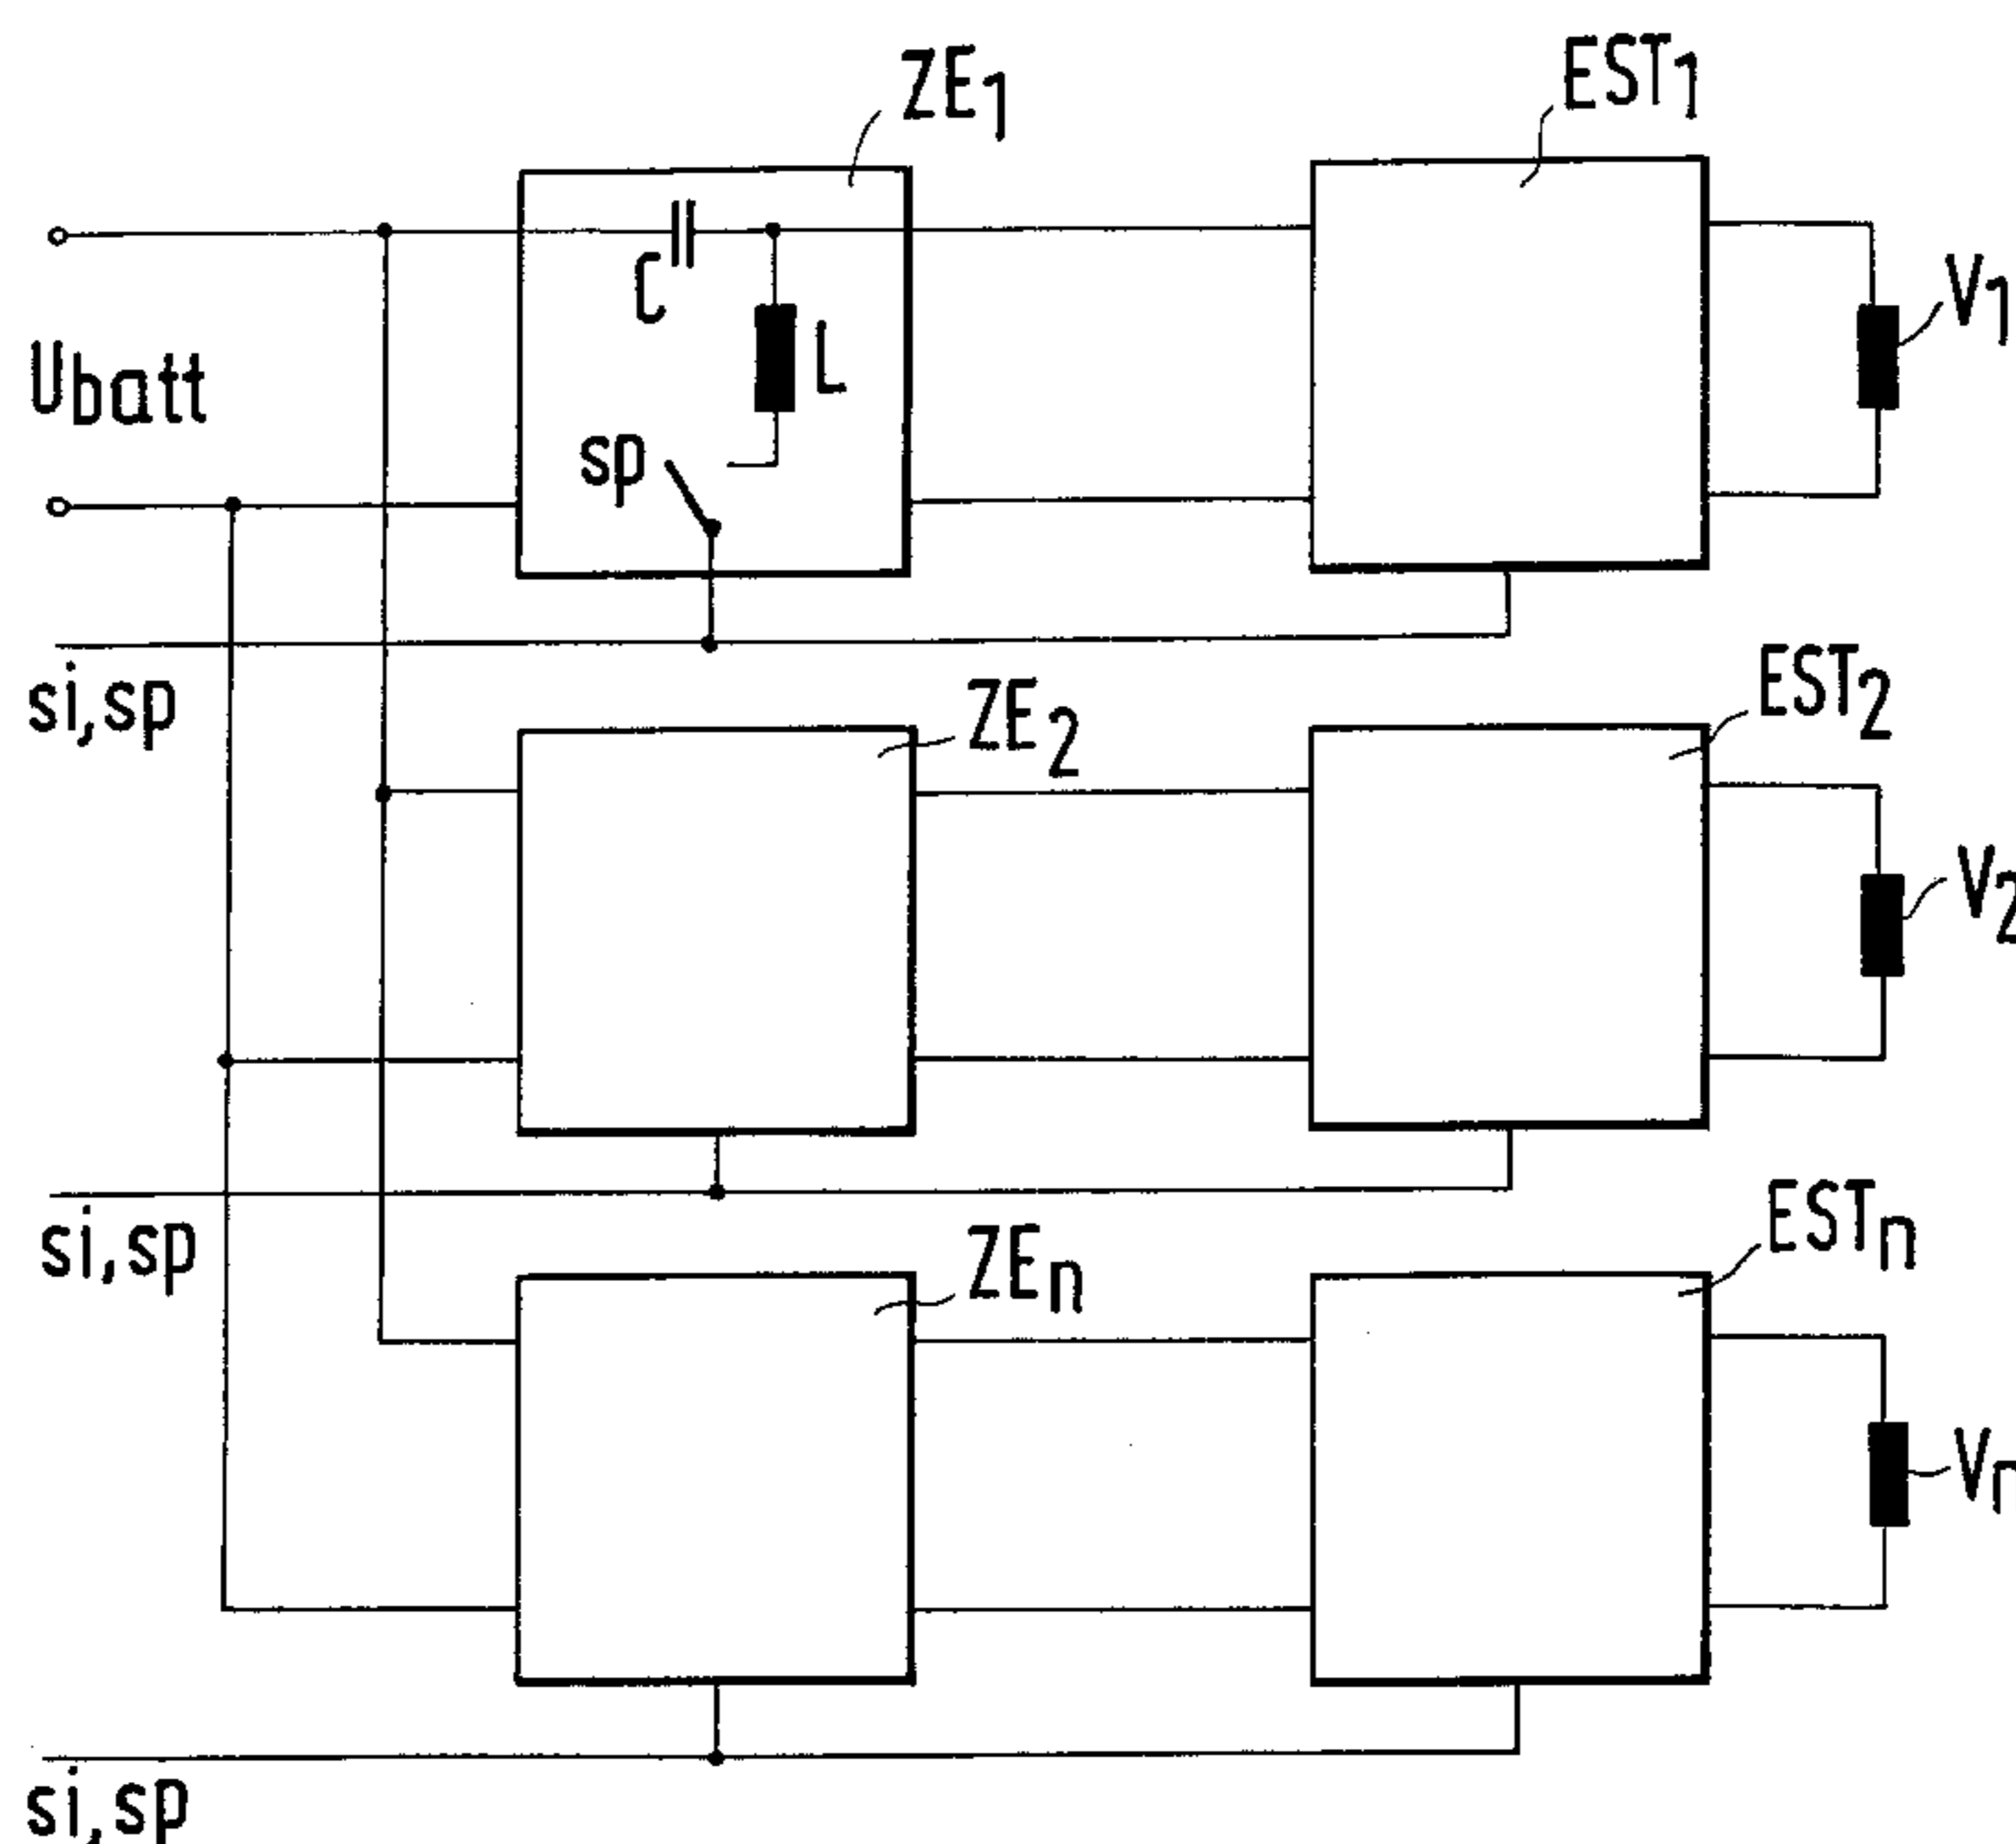 ZE1
EST1
C
L
V1
Ubatt
sp
si,sp
ZE2
EST2
V2
si,sp
ZEn
ESTn
Vn
si,sp